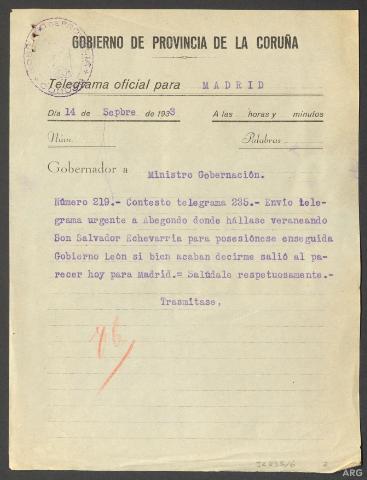 GOBIERNO DE PROVINCIA DE LA CORUÑA
Telegrama oficial para MADRID
Día 14 de Sepbre de 1933 A las horas y minutos
Núm. Palabras
Gobernador a Ministro Gobernación.
Número 219.- Contesto telegrama 235.- Envio tele-
grama urgente a Abegondo donde hállase veraneando
Don Salvador Echevarria para posesiónese enseguida
Gobierno León si bien acaban decirme salió al pa-
recer hoy para Madrid.= Salúdale respetuosamente.-
Trasmitase.
ARG